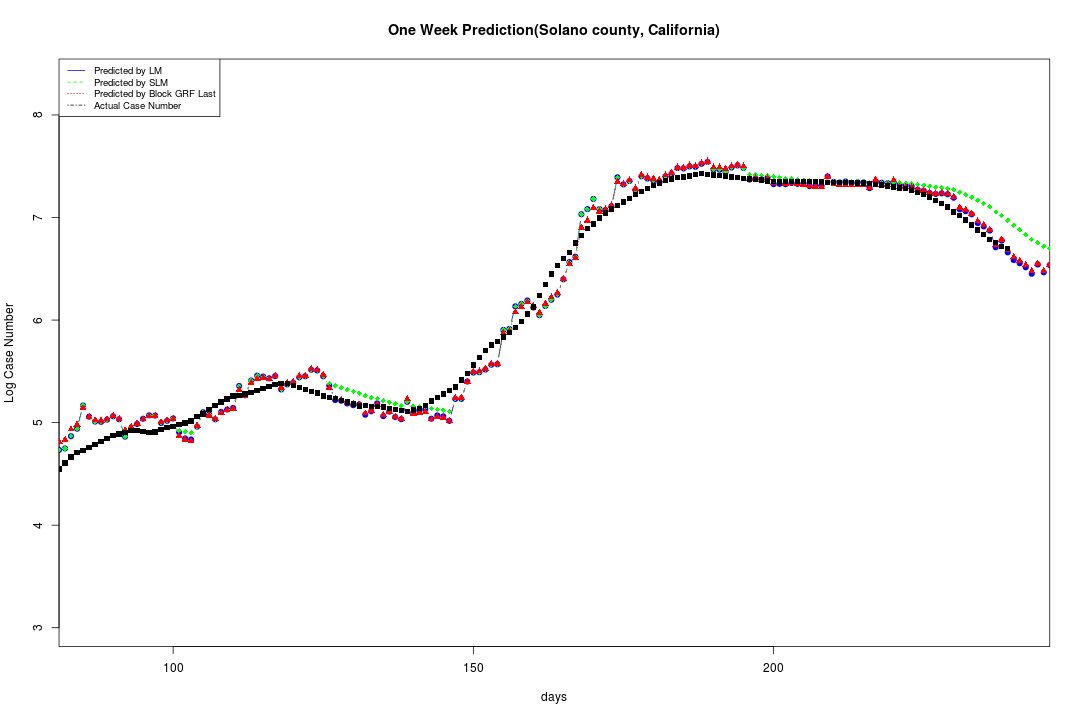 One Week Prediction(Solano county, California)
Predicted by LM
Predicted by SLM
Predicted by Block GRF Last
Actual Case Number
8
7
6
5
4
3
Log Case Number
100 150 200
days